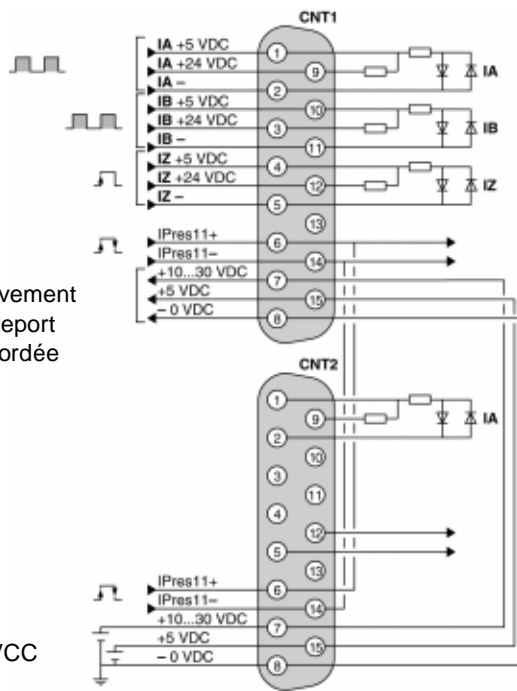 CNT1
IA +5 VDC
1
IA +24 VDC
9
IA
IA –
2
IB +5 VDC
10
IB +24 VDC
3
IB
IB –
11
IZ +5 VDC
4
IZ +24 VDC
12
IZ
IZ –
5
13
IPres11+
6
IPres11–
14
+10...30 VDC
7
vement
+5 VDC
15
eport
– 0 VDC
8
ordée
CNT2
1
9
IA
2
10
3
11
4
12
5
13
IPres11+
6
IPres11–
14
+10...30 VDC
7
+5 VDC
15
VCC
– 0 VDC
8